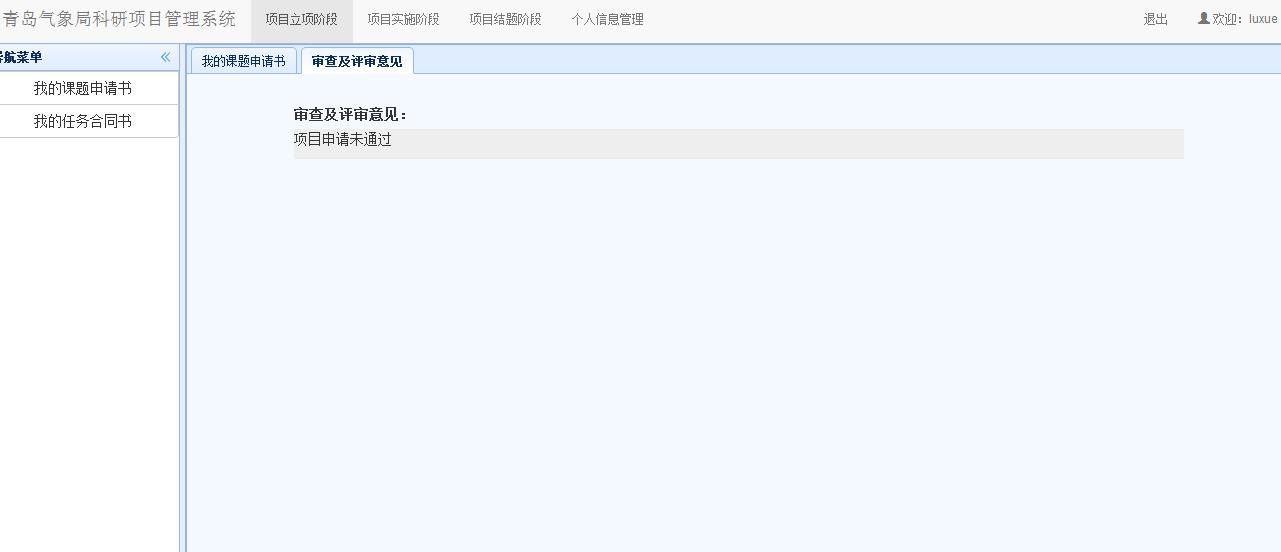 青岛气象局科研项目管理系统 项目立项阶段 项目实施阶段 项目结题阶段 个人信息管理 退出 欢迎：luxue
航菜单
我的课题申请书 审查及评审意见
我的课题申请书
我的任务合同书
审查及评审意见：
项目申请未通过